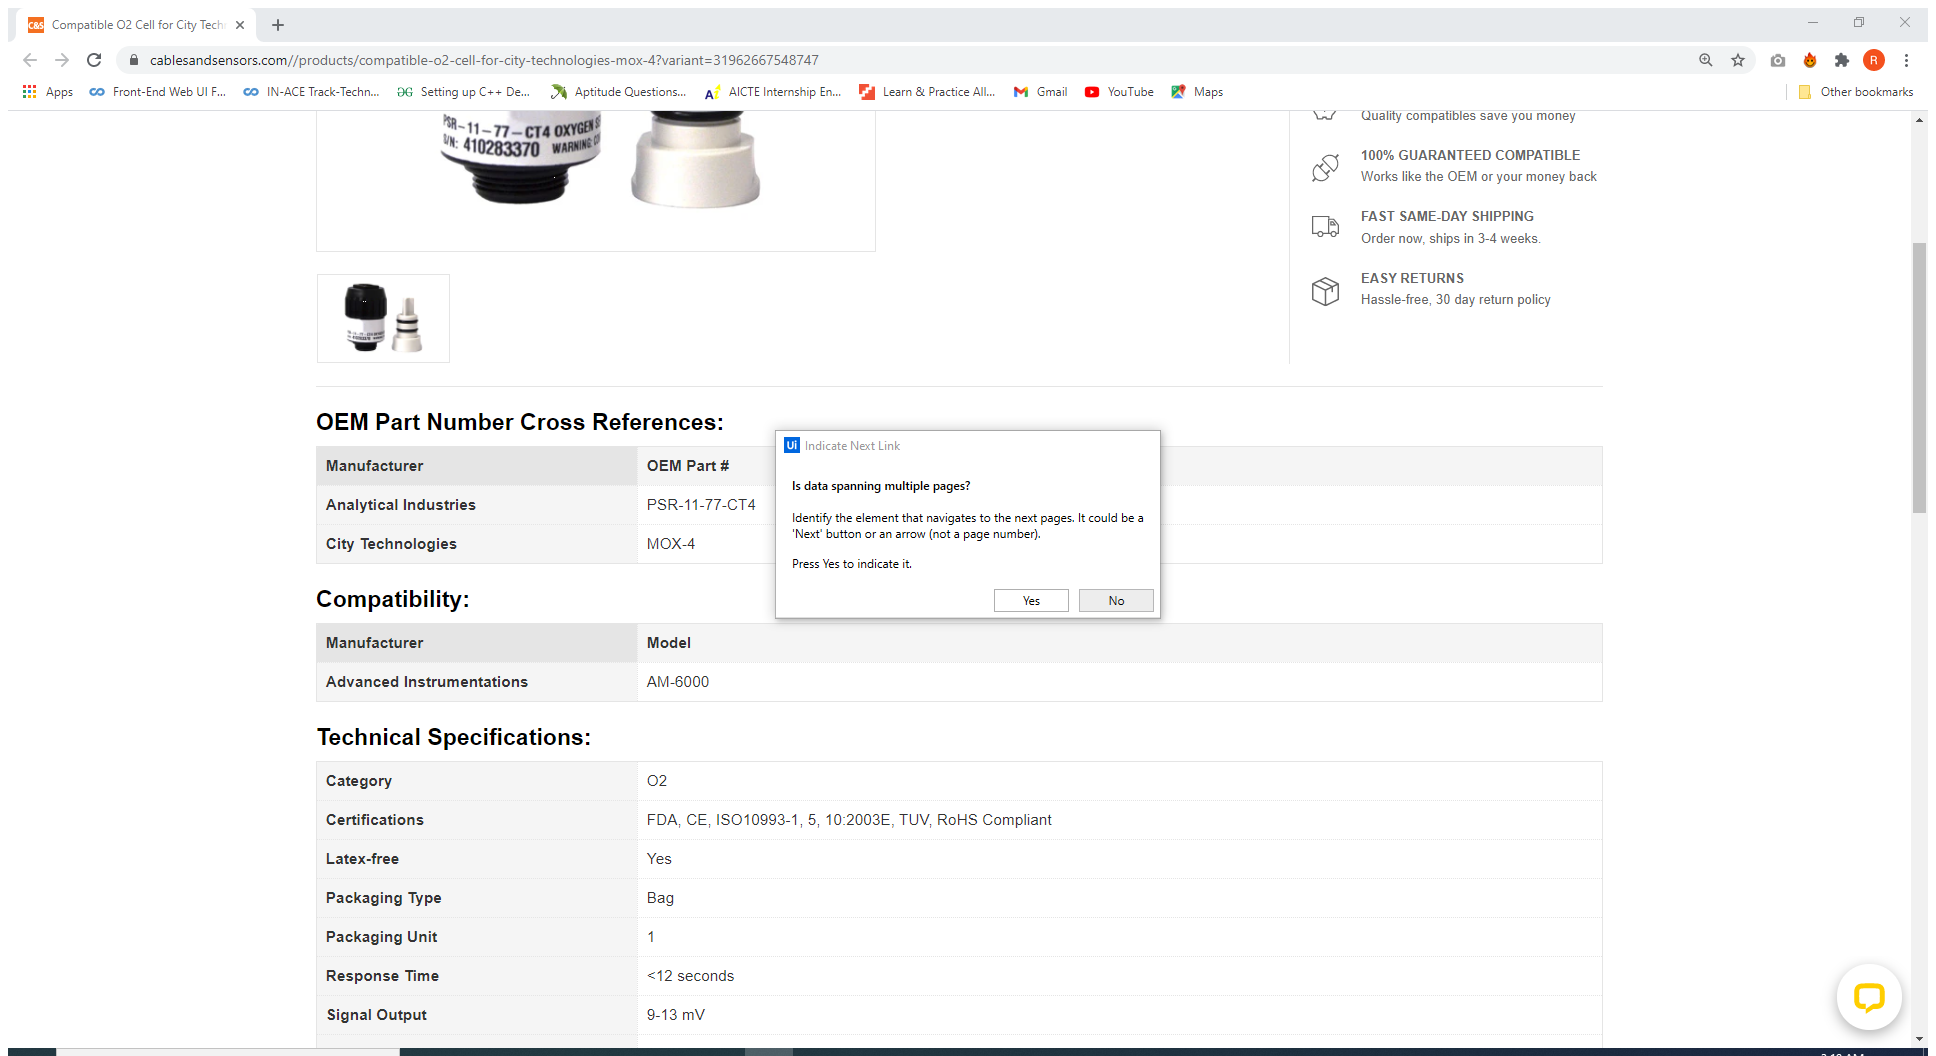 C&S Compatible O2 Cell for City Tech
cablesandsensors.com//products/compatible-o2-cell-for-city-technologies-mox-4?variant=31962667548747
R
Apps Front-End Web UI F... IN-ACE Track-Techn... Setting up C++ De... Aptitude Questions... AICTE Internship En... Learn & Practice All... Gmail YouTube Maps Other bookmarks
PSR-11-77-CT4 OXYGEN SE
S/N: 410283370 WARNING: CO
Quality compatibles save you money
100% GUARANTEED COMPATIBLE
Works like the OEM or your money back
FAST SAME-DAY SHIPPING
Order now, ships in 3-4 weeks.
EASY RETURNS
Hassle-free, 30 day return policy
OEM Part Number Cross References:
Manufacturer OEM Part #
Analytical Industries PSR-11-77-CT4
City Technologies MOX-4
Ui Indicate Next Link
Is data spanning multiple pages?
Identify the element that navigates to the next pages. It could be a
'Next' button or an arrow (not a page number).
Press Yes to indicate it.
Yes No
Compatibility:
Manufacturer Model
Advanced Instrumentations AM-6000
Technical Specifications:
Category O2
Certifications FDA, CE, ISO10993-1, 5, 10:2003E, TUV, RoHS Compliant
Latex-free Yes
Packaging Type Bag
Packaging Unit 1
Response Time <12 seconds
Signal Output 9-13 mV